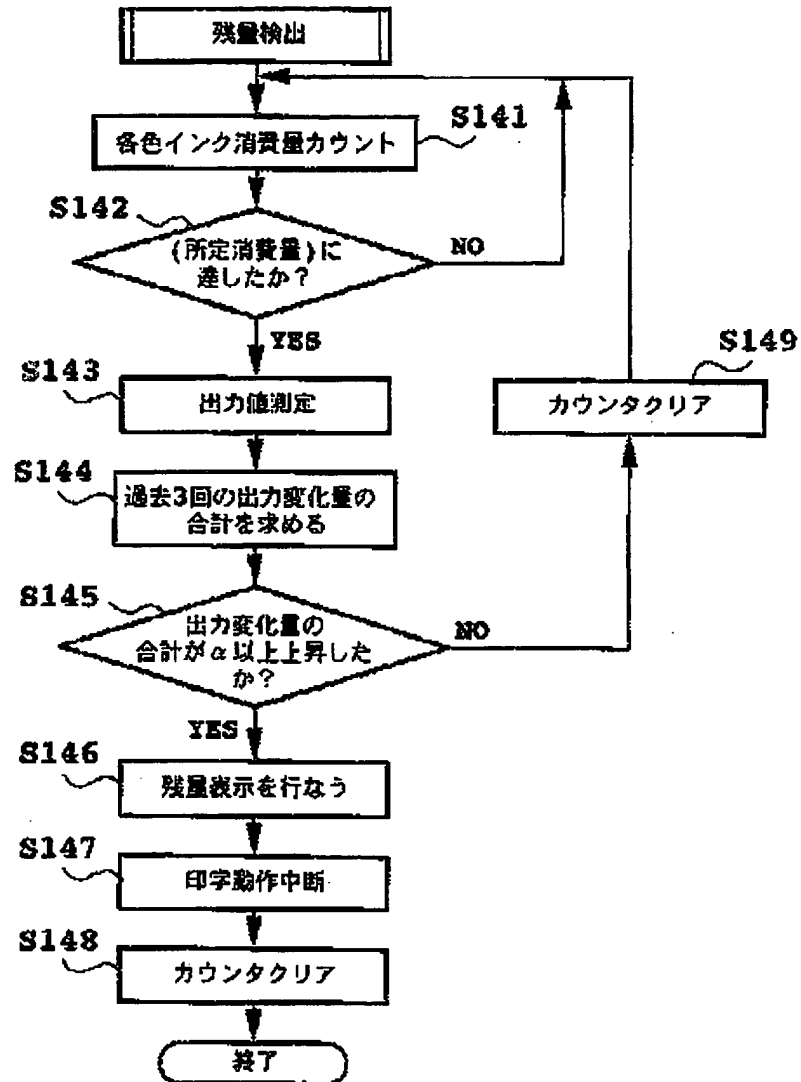 残量検出
各色インク消費量カウント
S141
S142
(所定消費量)に
達したか?
NO
YES
S143
出力値測定
S149
カウンタクリア
S144
過去3回の出力変化量の
合計を求める
S145
出力変化量の
合計がα以上上昇した
か?
NO
YES
S146
残量表示を行なう
S147
印字動作中断
S148
カウンタクリア
終了